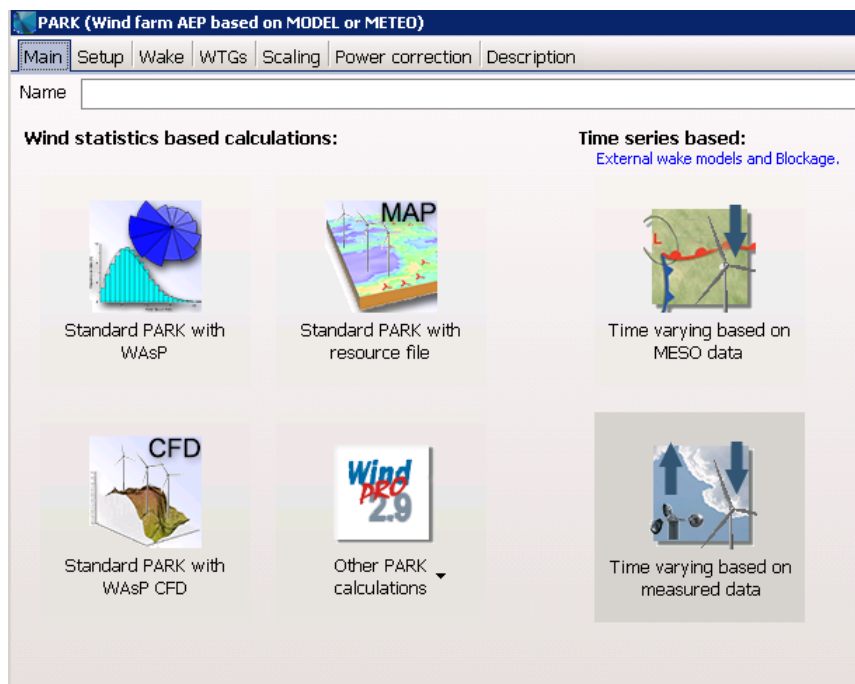 PARK (Wind farm AEP based on MODEL or METEO)
Main Setup Wake WTGs Scaling Power correction Description
Name
Wind statistics based calculations:
Time series based:
External wake models and Blockage.
Standard PARK with
WAsP
MAP
Standard PARK with
resource file
L
Time varying based on
MESO data
CFD
Standard PARK with
WAsP CFD
Wind
PRO
2.9
Other PARK
calculations
Time varying based on
measured data